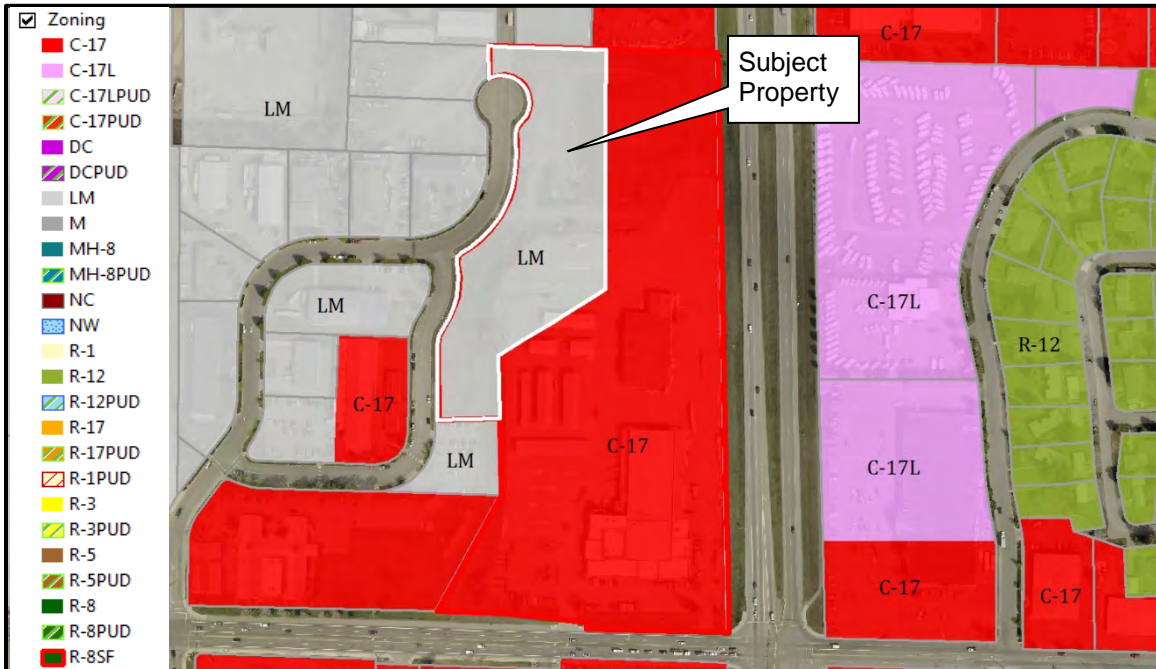 Zoning
C-17
C-17L
C-17LPUD
C-17PUD
DC
DCPUD
LM
M
MH-8
MH-8PUD
NC
NW
R-1
R-12
R-12PUD
R-17
R-17PUD
R-1PUD
R-3
R-3PUD
R-5
R-5PUD
R-8
R-8PUD
R-8SF
C-17
Subject
Property
LM
LM
C-17L
LM
R-12
C-17
C-17
LM
C-17L
C-17
C-17